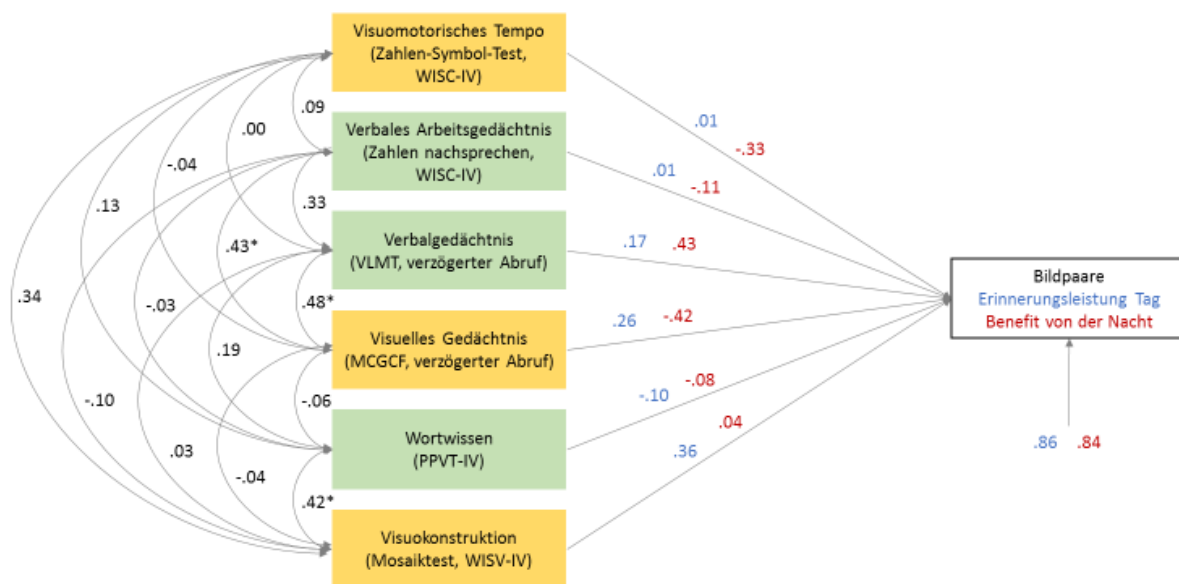 Visuomotorisches Tempo
(Zahlen-Symbol-Test,
WISC-IV)
.09
.00
Verbales Arbeitsgedächtnis
(Zahlen nachsprechen,
WISC-IV)
-.04
.13
.33
Verbalgedächtnis
(VLMT, verzögerter Abruf)
.43*
.34
-.03
.48*
Visuelles Gedächtnis
(MCGCF, verzögerter Abruf)
.19
-.06
-.10
Wortwissen
(PPVT-IV)
.03
-.04
.42*
Visuokonstruktion
(Mosaiktest, WISV-IV)
.01 -.33
.01 -.11
.17 .43
.26 -.42
-.10 -.08
.36 .04
Bildpaare
Erinnerungsleistung Tag
Benefit von der Nacht
.86 .84